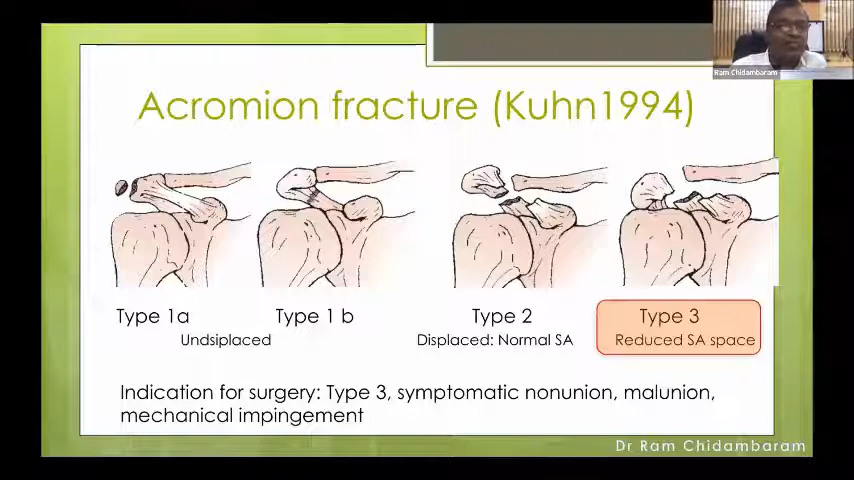 Ram Chidambaram
Acromion fracture (Kuhn1994)
Type 1a
Type 1 b
Type 2
Type 3
Undsiplaced
Displaced: Normal SA
Reduced SA space
Indication for surgery: Type 3, symptomatic nonunion, malunion,
mechanical impingement
Dr Ram Chidambaram